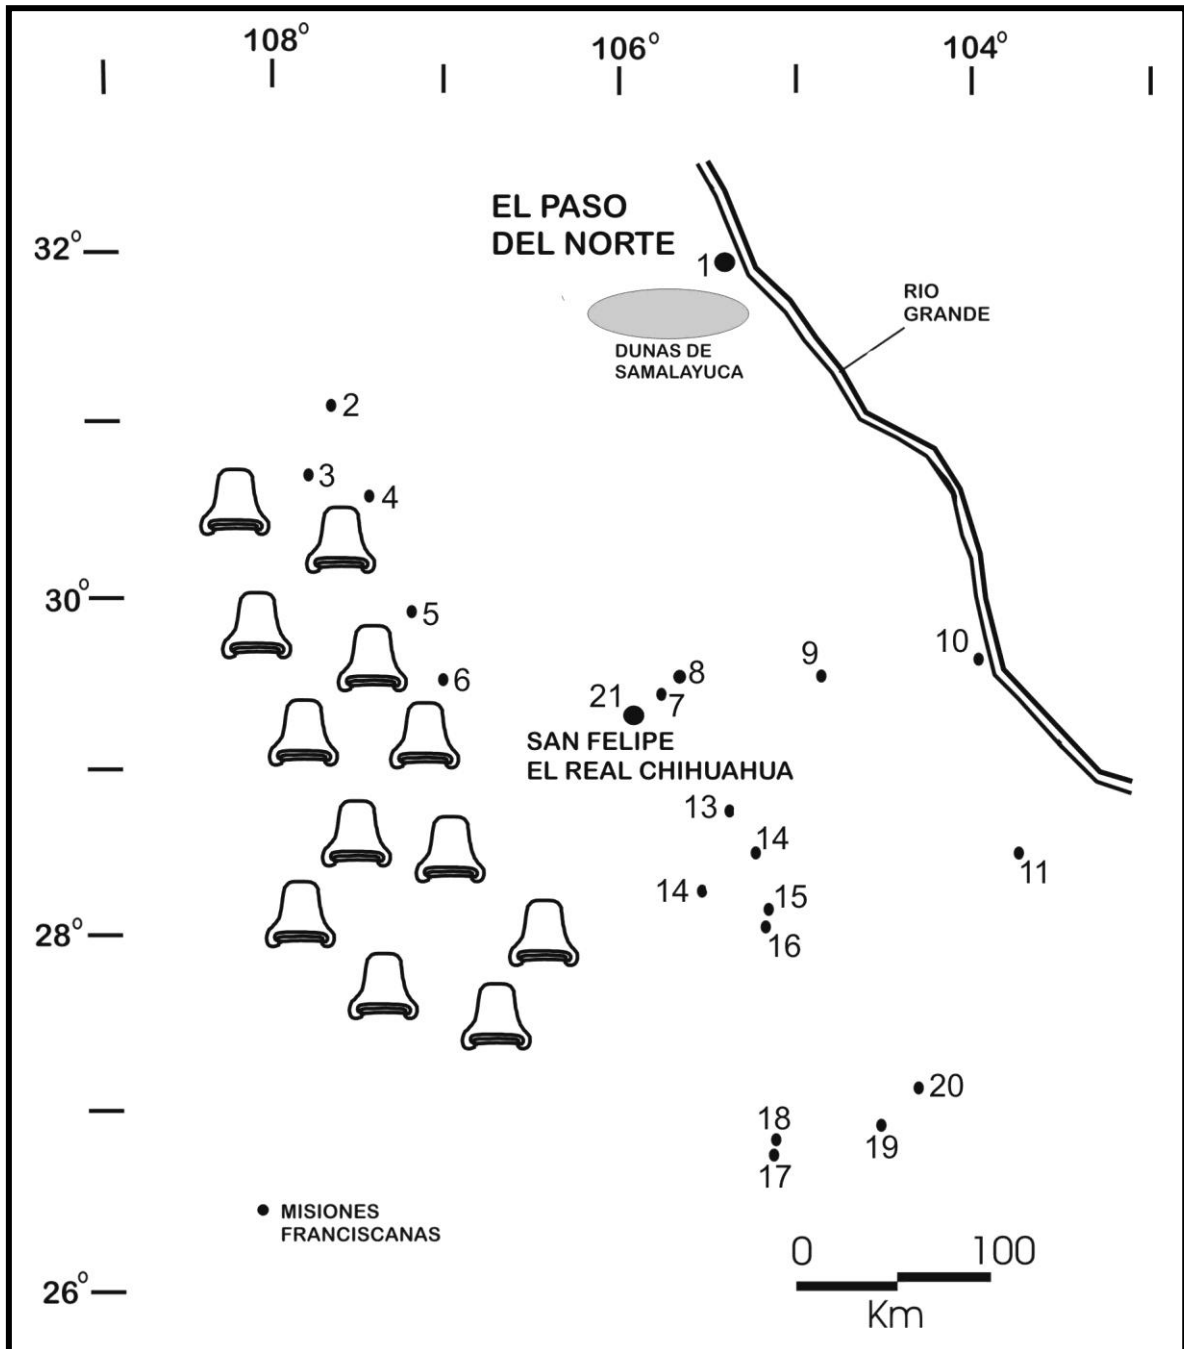 108° 106° 104°
EL PASO
DEL NORTE
32°
1
RIO
GRANDE
DUNAS DE
SAMALAYUCA
2
3
4
30°
5
10
9
6
8
21
7
SAN FELIPE
EL REAL CHIHUAHUA
13
14
11
14
15
28°
16
20
18
19
17
MISIONES
FRANCISCANAS
0 100
26°
Km